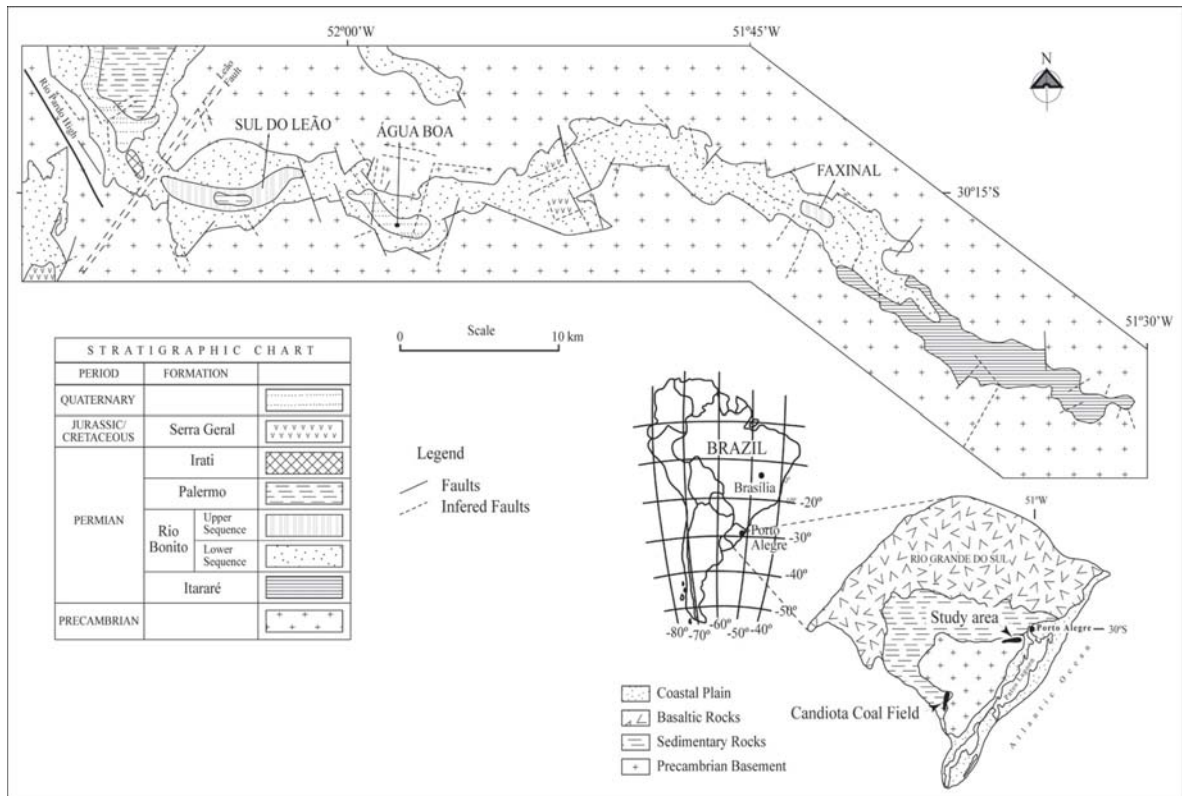 52º00'W
51º45'W
N
Leão
Fault
Rio Pardo High
SUL DO LEÃO
ÁGUA BOA
FAXINAL
30º15'S
51º30'W
Scale
0
10 km
STRATIGRAPHIC CHART
PERIOD
FORMATION
QUATERNARY
JURASSIC/
CRETACEOUS
Serra Geral
PERMIAN
Irati
Palermo
Rio
Bonito
Upper
Sequence
Lower
Sequence
Itararé
PRECAMBRIAN
Legend
Faults
Infered Faults
BRAZIL
Brasília
-20º
Porto
Alegre
-30º
-40º
-50º
-80º
-70º
-60º
-50º
-40º
51ºW
RIO GRANDE DO SUL
Study area
Porto Alegre
30ºS
Patos Lagoon
Atlantic Ocean
Candiota Coal Field
Coastal Plain
Basaltic Rocks
Sedimentary Rocks
Precambrian Basement